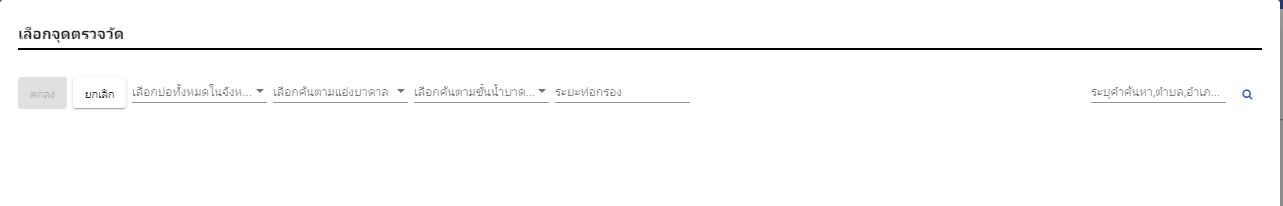 เลือกจุดตรวจวัด
ตกลง ยกเลิก เลือกบ่อทั้งหมดในจังห... เลือกค้นตามแอ่งบาดาล เลือกค้นตามชั้นน้ำบาด... ระยะท่อกรอง ระบุคำค้นหา,ตำบล,อำเภ...